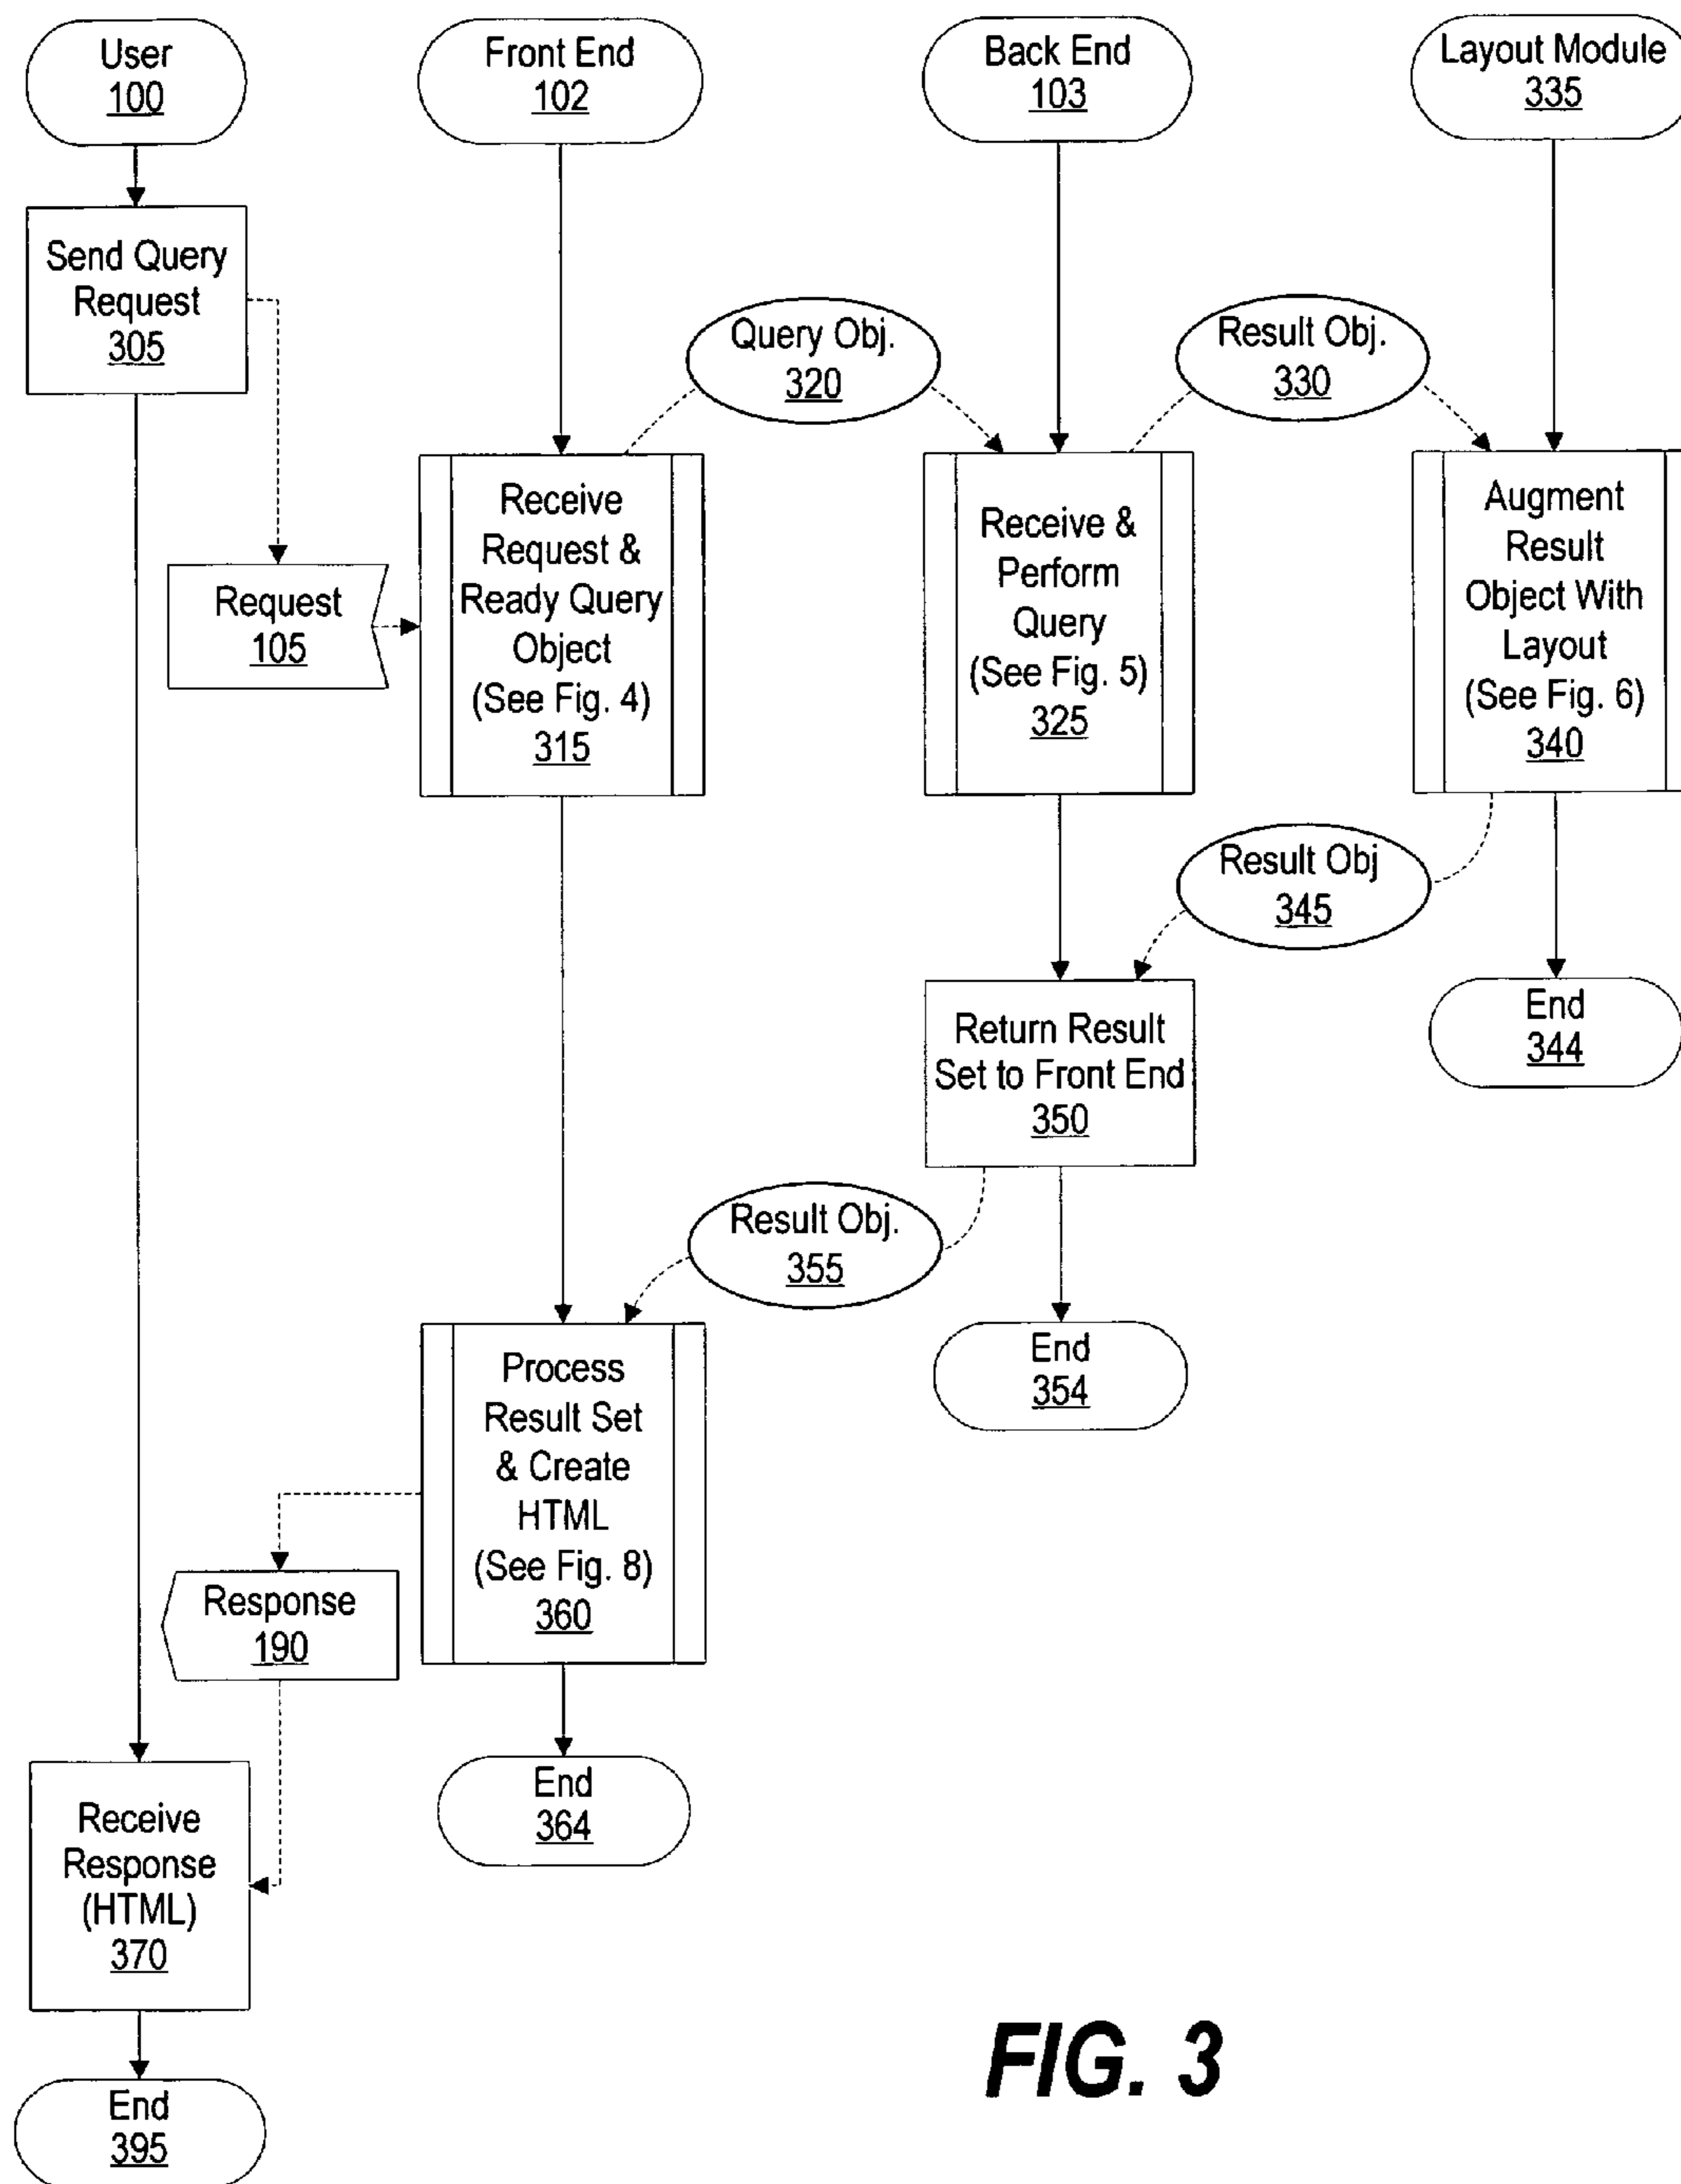 User
100
Front End
102
Back End
103
Layout Module
335
Send Query
Request
305
Query Obj.
320
Result Obj.
330
Request
105
Receive
Request &
Ready Query
Object
(See Fig. 4)
315
Receive &
Perform
Query
(See Fig. 5)
325
Augment
Result
Object With
Layout
(See Fig. 6)
340
Result Obj
345
Return Result
Set to Front End
350
End
344
Result Obj.
355
End
354
Process
Result Set
& Create
HTML
(See Fig. 8)
360
Response
190
End
364
Receive
Response
(HTML)
370
End
395
FIG. 3